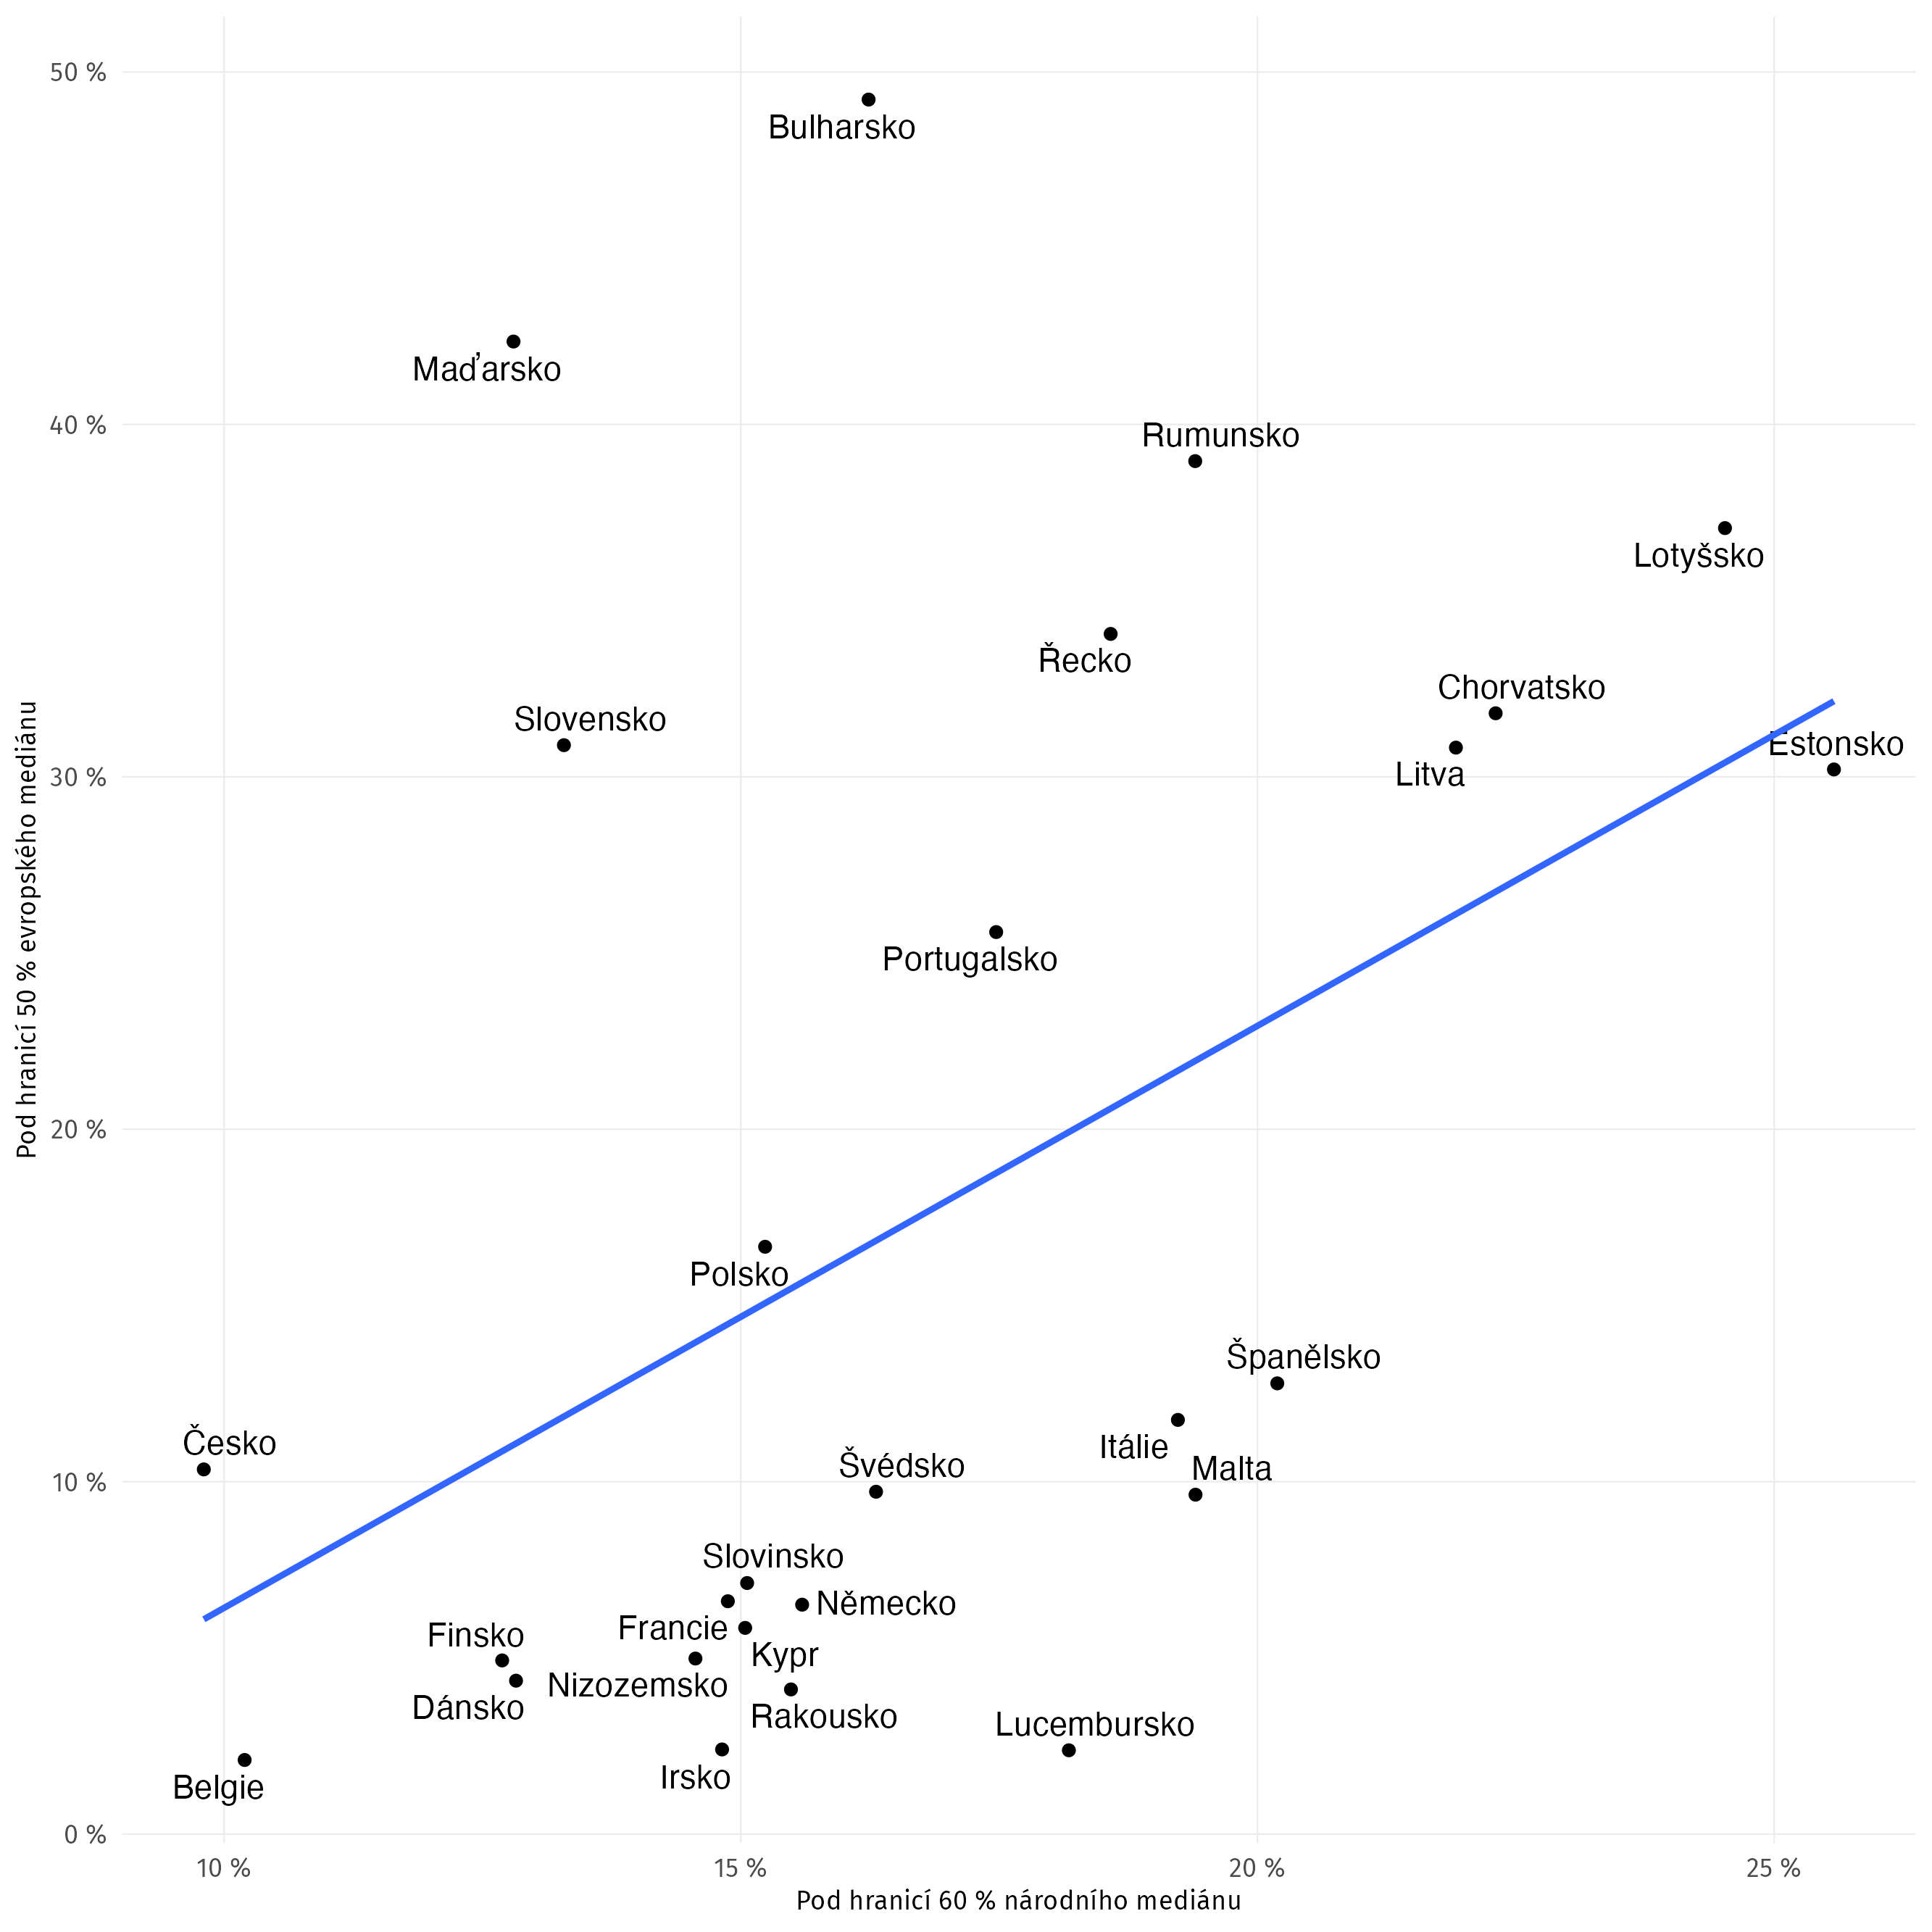 50 %
Bulharsko
Maďarsko
40 %
Rumunsko
Lotyšsko
Řecko
Chorvatsko
Slovensko
Estonsko
30 %
Litva
Portugalsko
Pod hranicí 50 % evropského mediánu
20 %
Polsko
Španělsko
Česko
Itálie
Malta
Švédsko
10 %
Slovinsko
Německo
Francie
Finsko
Kypr
Nizozemsko
Dánsko
Rakousko
Lucembursko
Irsko
Belgie
0 %
10 %
15 %
20 %
25 %
Pod hranicí 60 % národního mediánu